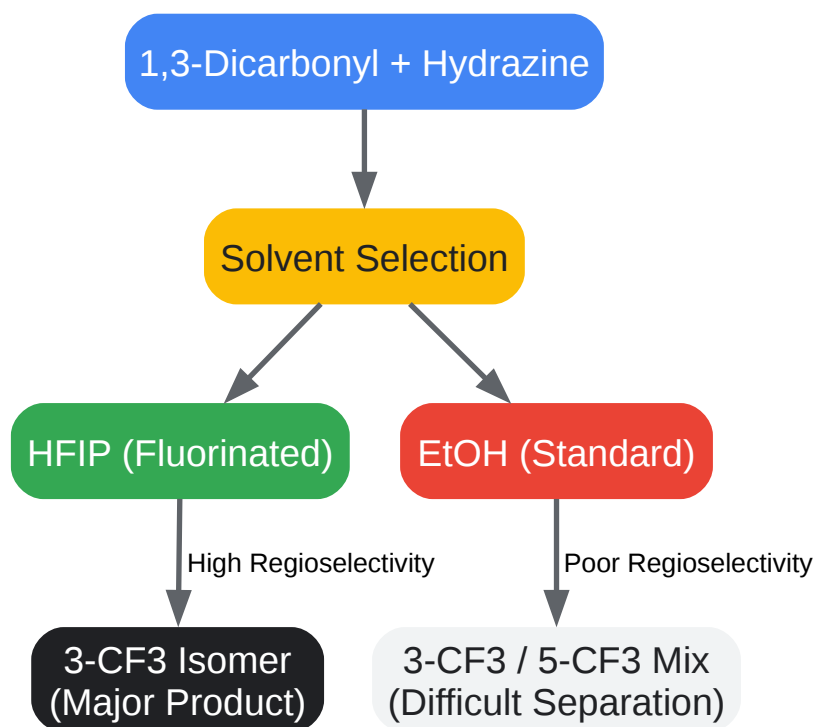 1,3-Dicarbonyl + Hydrazine
Solvent Selection
HFIP (Fluorinated)
EtOH (Standard)
High Regioselectivity
Poor Regioselectivity
3-CF3 Isomer
(Major Product)
3-CF3 / 5-CF3 Mix
(Difficult Separation)